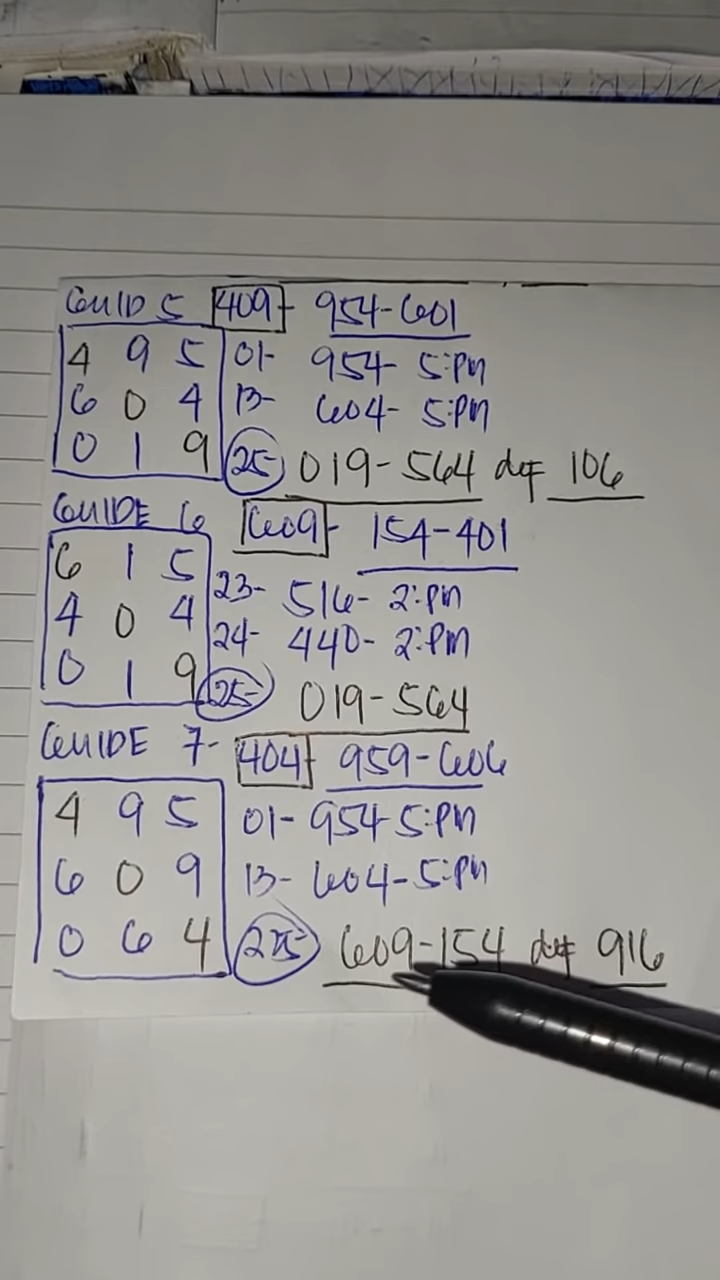 GUID 5 409- 954-601
4 9 5 01- 954- 5:PM
6 0 4 13- 604- 5:PM
0 1 9 25- 019-564 def 106
GUIDE 6 609- 154-401
6 1 5 23- 516- 2:PM
4 0 4 24- 440- 2:PM
0 1 9 25- 019-564
GUIDE 7- 404- 959-606
4 9 5 01- 954 5:PM
6 0 9 13- 604-5:PM
0 6 4 609-154 def 916